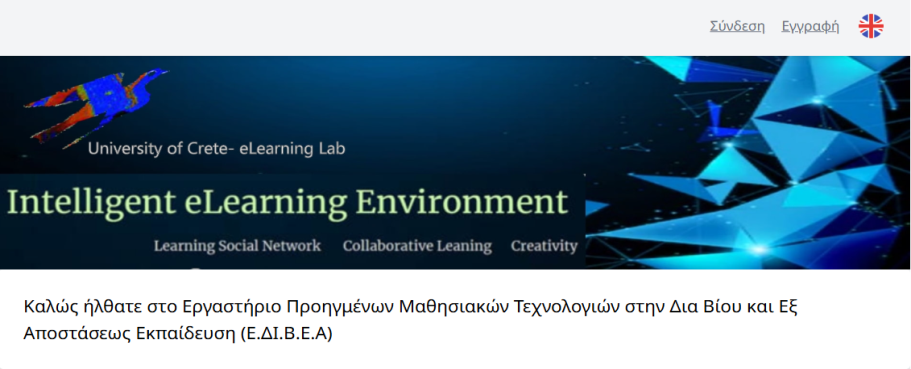 Σύνδεση Εγγραφή
University of Crete- eLearning Lab
Intelligent eLearning Environment
Learning Social Network Collaborative Leaning Creativity
Καλώς ήλθατε στο Εργαστήριο Προηγμένων Μαθησιακών Τεχνολογιών στην Δια Βίου και Εξ
Αποστάσεως Εκπαίδευση (Ε.ΔΙ.Β.Ε.Α)